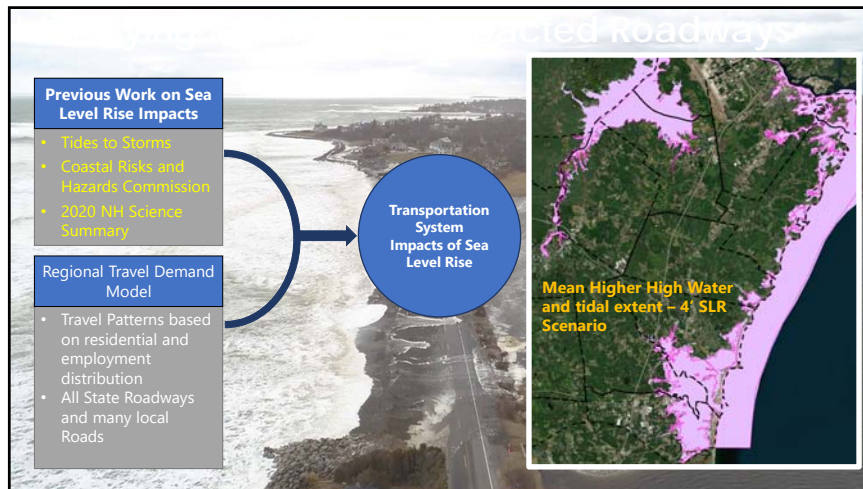 Impacted Roadways
Previous Work on Sea
Level Rise Impacts
• Tides to Storms
• Coastal Risks and
Hazards Commission
• 2020 NH Science
Summary
Regional Travel Demand
Model
• Travel Patterns based
on residential and
employment
distribution
• All State Roadways
and many local
Roads
Transportation
System
Impacts of Sea
Level Rise
Mean Higher High Water
and tidal extent – 4' SLR
Scenario